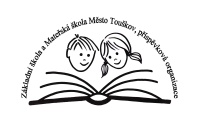 Základní škola a Mateřská škola Město Touškov, příspěvková organizace